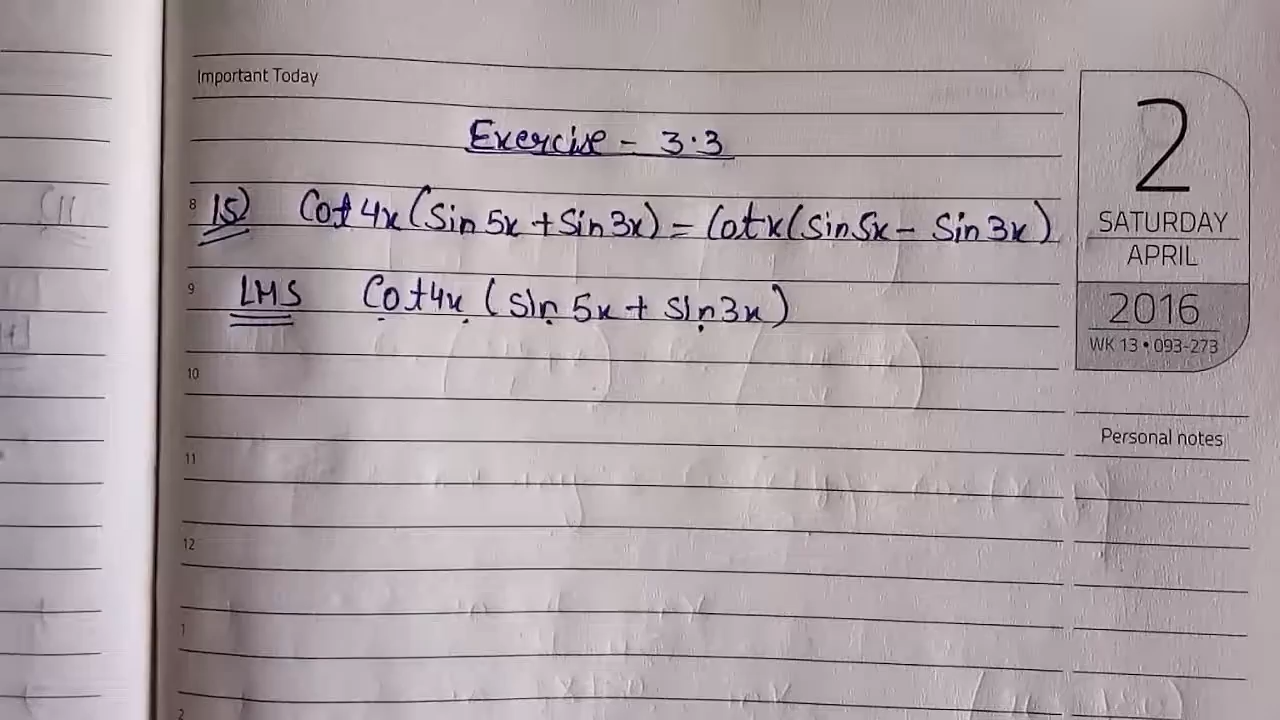 Important Today
Exercise - 3.3
8 15) Cot 4x (Sin 5x + Sin 3x) = Cot x (Sin 5x - Sin 3x)
9 LHS Cot 4x (Sin 5x + Sin 3x)
10
11
12
1
2
2
SATURDAY
APRIL
2016
WK 13 • 093-273
Personal notes